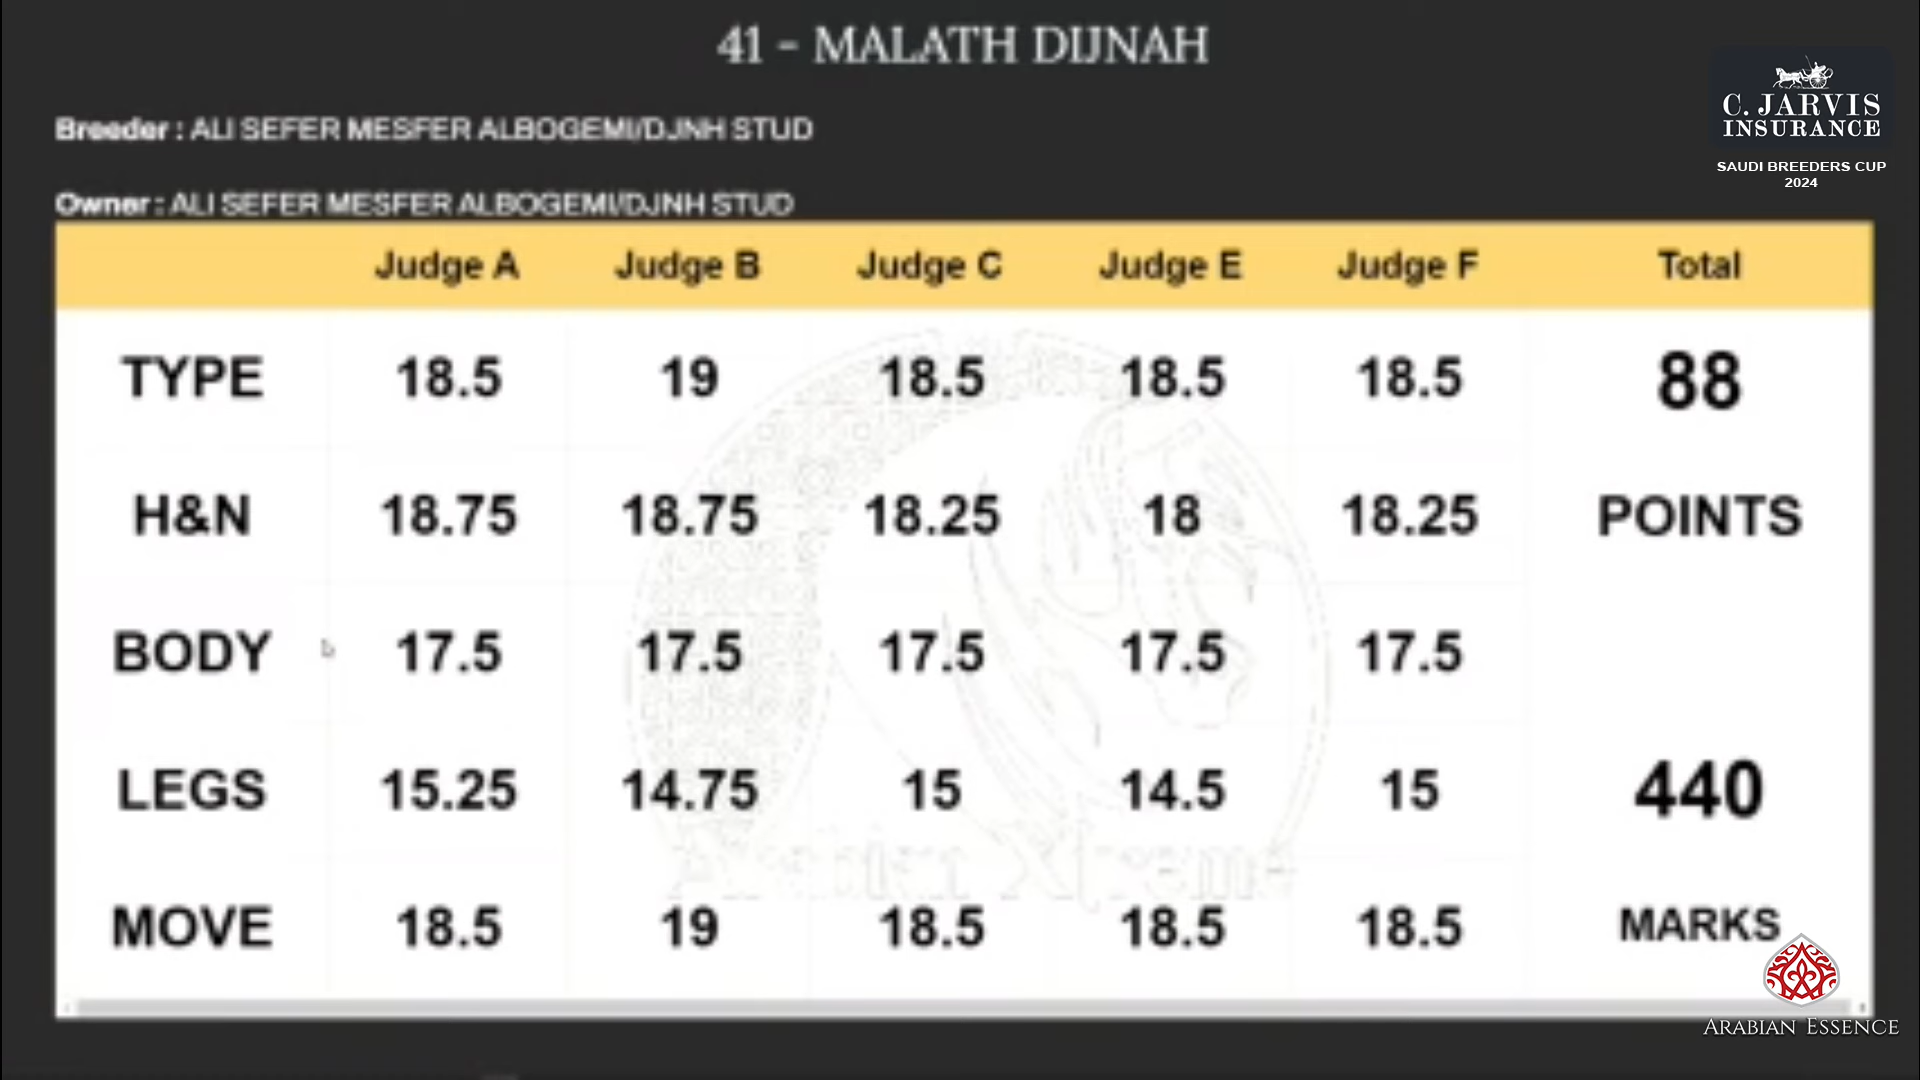 41 - MALATH DIJNAH
C. JARVIS
INSURANCE
SAUDI BREEDERS CUP
2024
Breeder : ALI SEFER MESFER ALBOGEMI/DJNH STUD
Owner : ALI SEFER MESFER ALBOGEMI/DJNH STUD
Judge A Judge B Judge C Judge E Judge F Total
TYPE 18.5 19 18.5 18.5 18.5 88
H&N 18.75 18.75 18.25 18 18.25 POINTS
BODY 17.5 17.5 17.5 17.5 17.5
LEGS 15.25 14.75 15 14.5 15 440
MOVE 18.5 19 18.5 18.5 18.5 MARKS
ARABIAN ESSENCE